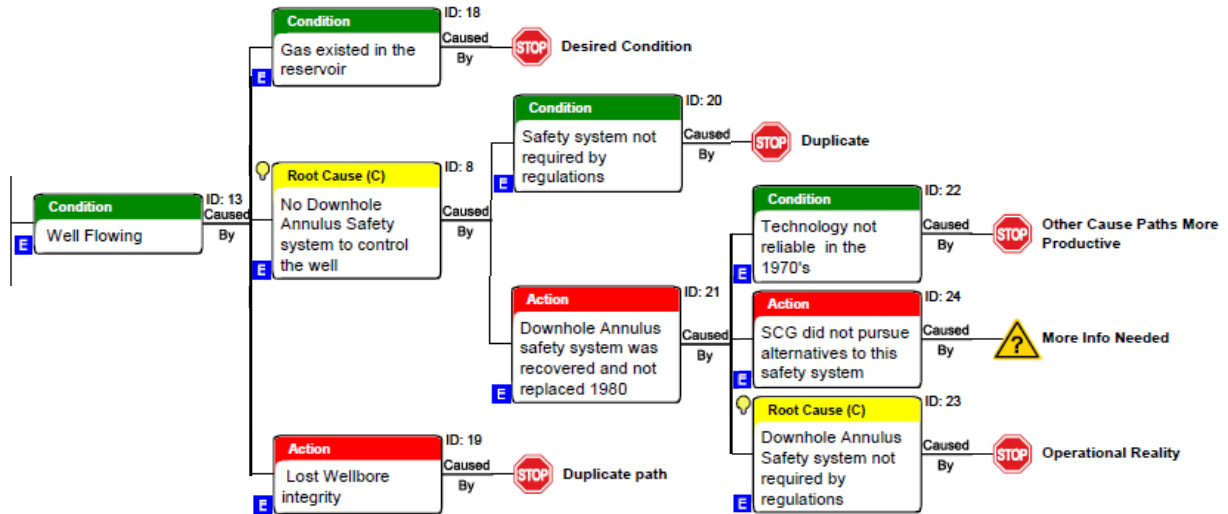 Condition
ID: 18
Gas existed in the
reservoir
E
Caused
By
STOP
Desired Condition
Condition
ID: 20
Safety system not
required by
regulations
E
Caused
By
STOP
Duplicate
Condition
ID: 13
Well Flowing
E
Caused
By
Root Cause (C)
ID: 8
No Downhole
Annulus Safety
system to control
the well
E
Caused
By
Condition
ID: 22
Technology not
reliable in the
1970's
E
Caused
By
STOP
Other Cause Paths More
Productive
Action
ID: 21
Downhole Annulus
safety system was
recovered and not
replaced 1980
E
Caused
By
Action
ID: 24
SCG did not pursue
alternatives to this
safety system
E
Caused
By
?
More Info Needed
Root Cause (C)
ID: 23
Downhole Annulus
Safety system not
required by
regulations
E
Caused
By
STOP
Operational Reality
Action
ID: 19
Lost Wellbore
integrity
E
Caused
By
STOP
Duplicate path